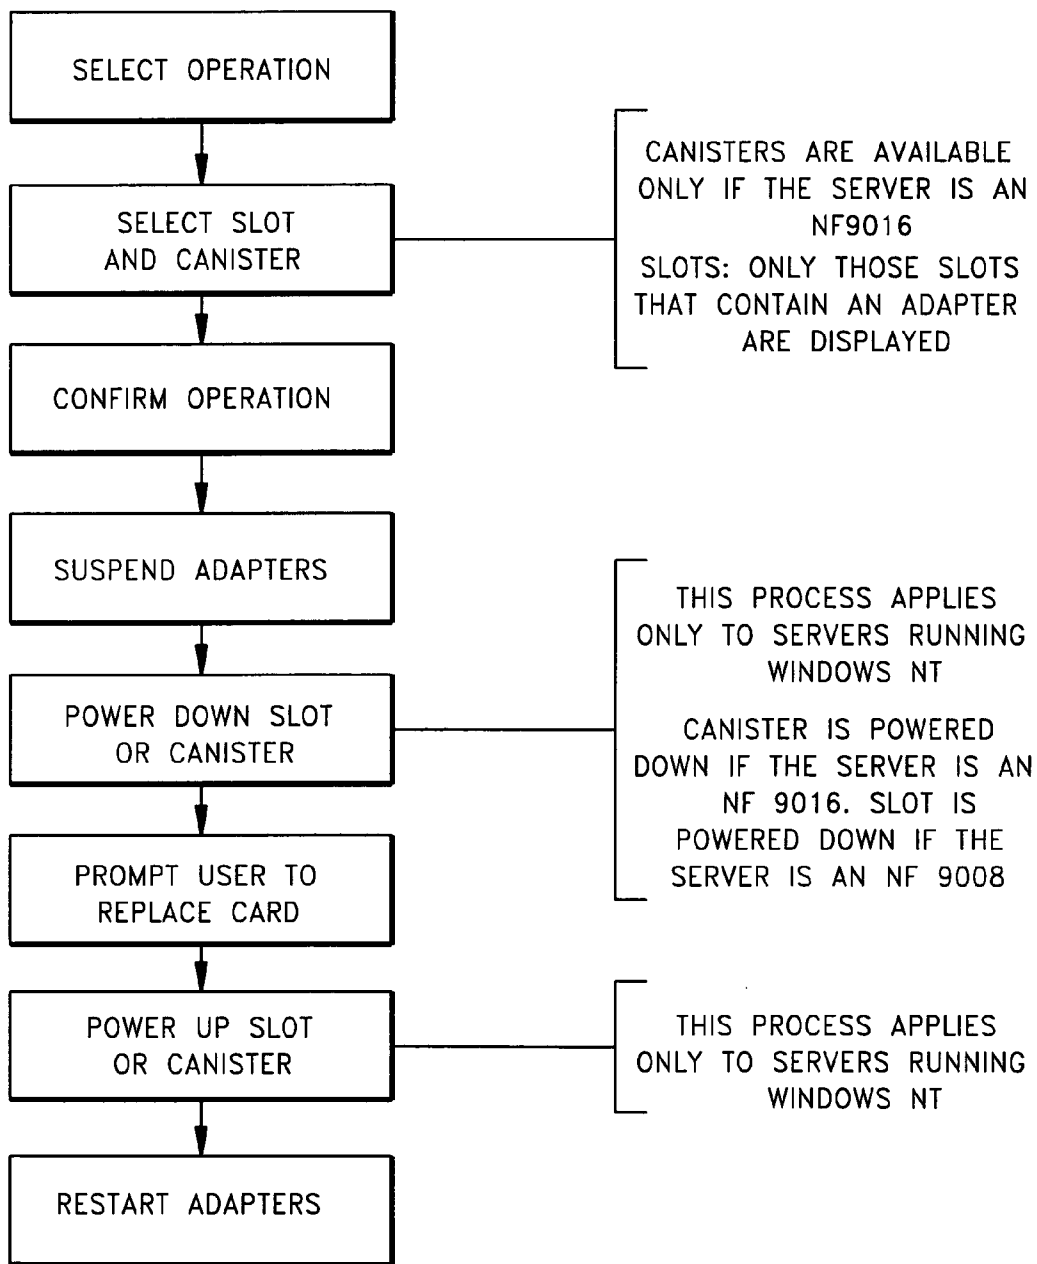 SELECT OPERATION
SELECT SLOT
AND CANISTER
CANISTERS ARE AVAILABLE
ONLY IF THE SERVER IS AN
NF9016
SLOTS: ONLY THOSE SLOTS
THAT CONTAIN AN ADAPTER
ARE DISPLAYED
CONFIRM OPERATION
SUSPEND ADAPTERS
POWER DOWN SLOT
OR CANISTER
THIS PROCESS APPLIES
ONLY TO SERVERS RUNNING
WINDOWS NT
CANISTER IS POWERED
DOWN IF THE SERVER IS AN
NF 9016. SLOT IS
POWERED DOWN IF THE
SERVER IS AN NF 9008
PROMPT USER TO
REPLACE CARD
POWER UP SLOT
OR CANISTER
THIS PROCESS APPLIES
ONLY TO SERVERS RUNNING
WINDOWS NT
RESTART ADAPTERS